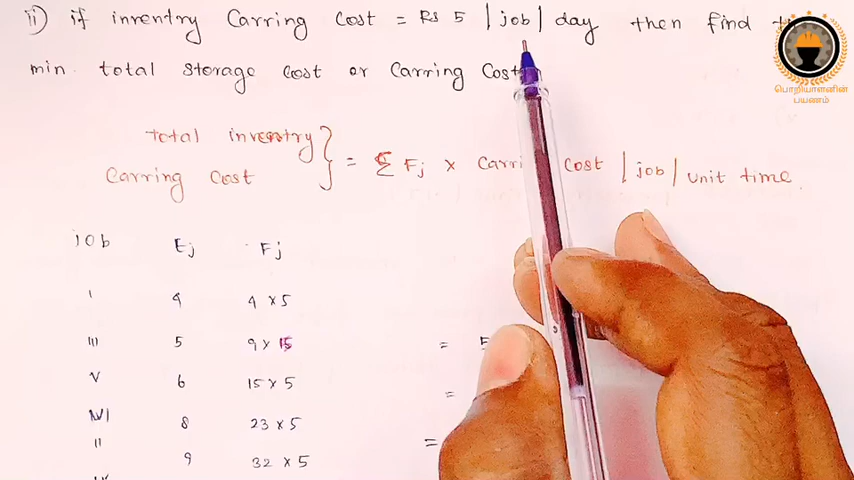 ii) if inventry Carring Cost = Rs 5 | job | day then find
min. total storage Cost or Carring Cost
total inventry
Carring Cost } = Σ Fj × Carri Cost | job | unit time.
job Ej Fj
I 4 4 × 5
III 5 9 × 15 = 5
V 6 15 × 5 =
VI 8 23 × 5
II 9 32 × 5 =
பொறியாளனின்
பயணம்